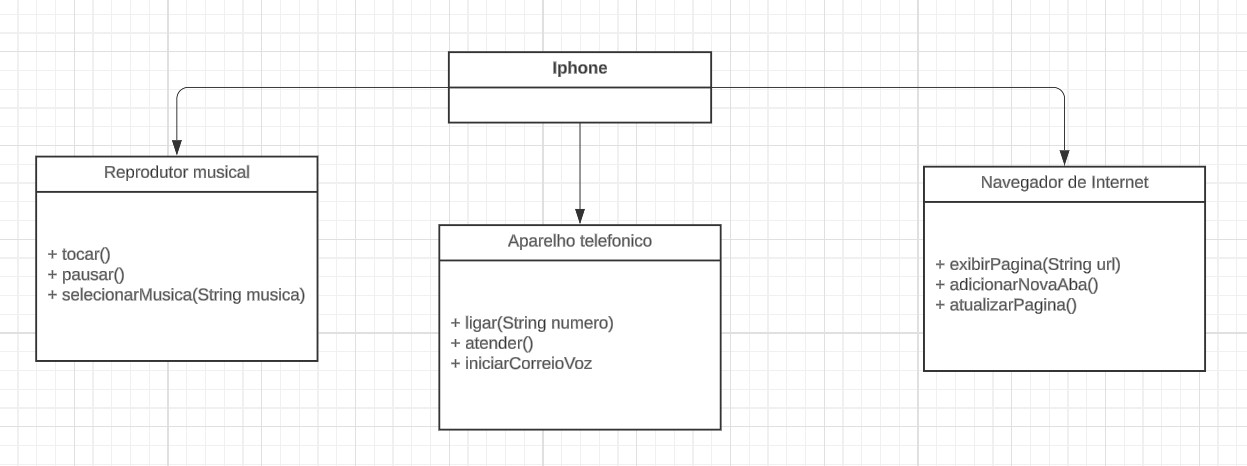 Iphone
Reprodutor musical
+ tocar()
+ pausar()
+ selecionarMusica(String musica)
Aparelho telefonico
+ ligar(String numero)
+ atender()
+ iniciarCorreioVoz
Navegador de Internet
+ exibirPagina(String url)
+ adicionarNovaAba()
+ atualizarPagina()